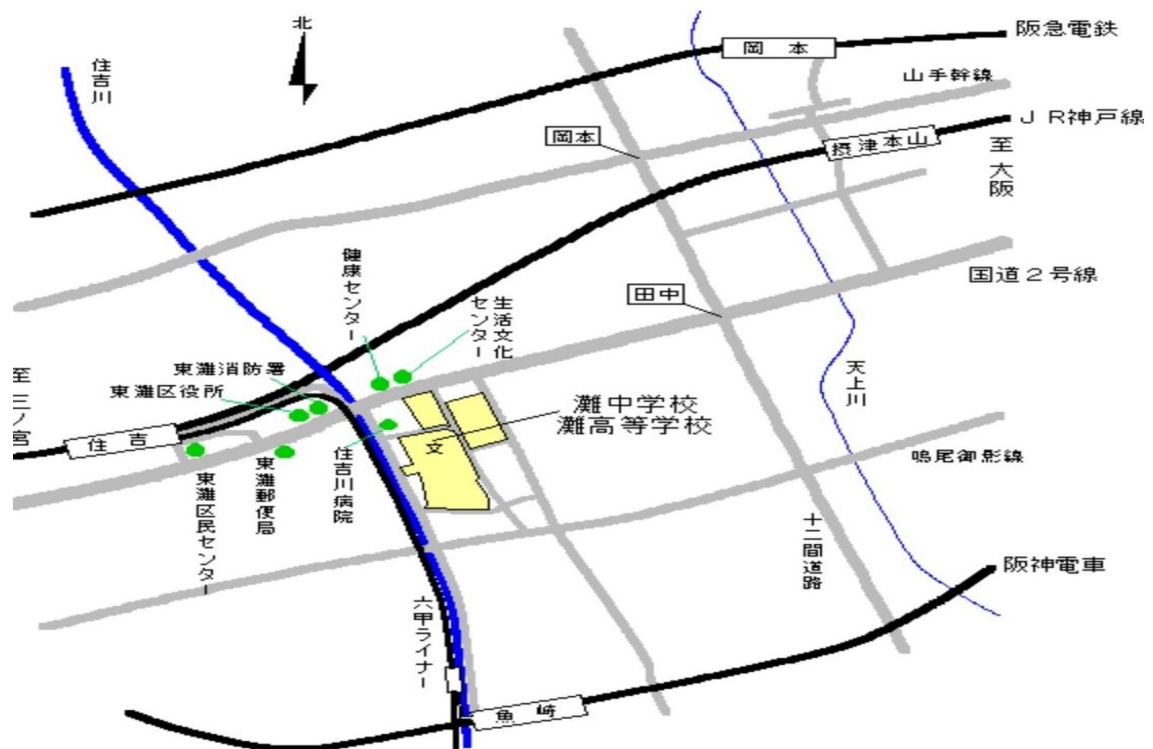 北
阪急電鉄
岡本
住吉川
山手幹線
JR神戸線
岡本
摂津本山
至大阪
健康センター
生活文化センター
田中
国道2号線
東灘消防署
東灘区役所
至三ノ宮
天上川
灘中学校
灘高等学校
住吉
文
鳴尾御影線
住吉川病院
東灘郵便局
東灘区民センター
十二間道路
阪神電車
六甲ライナー
魚崎